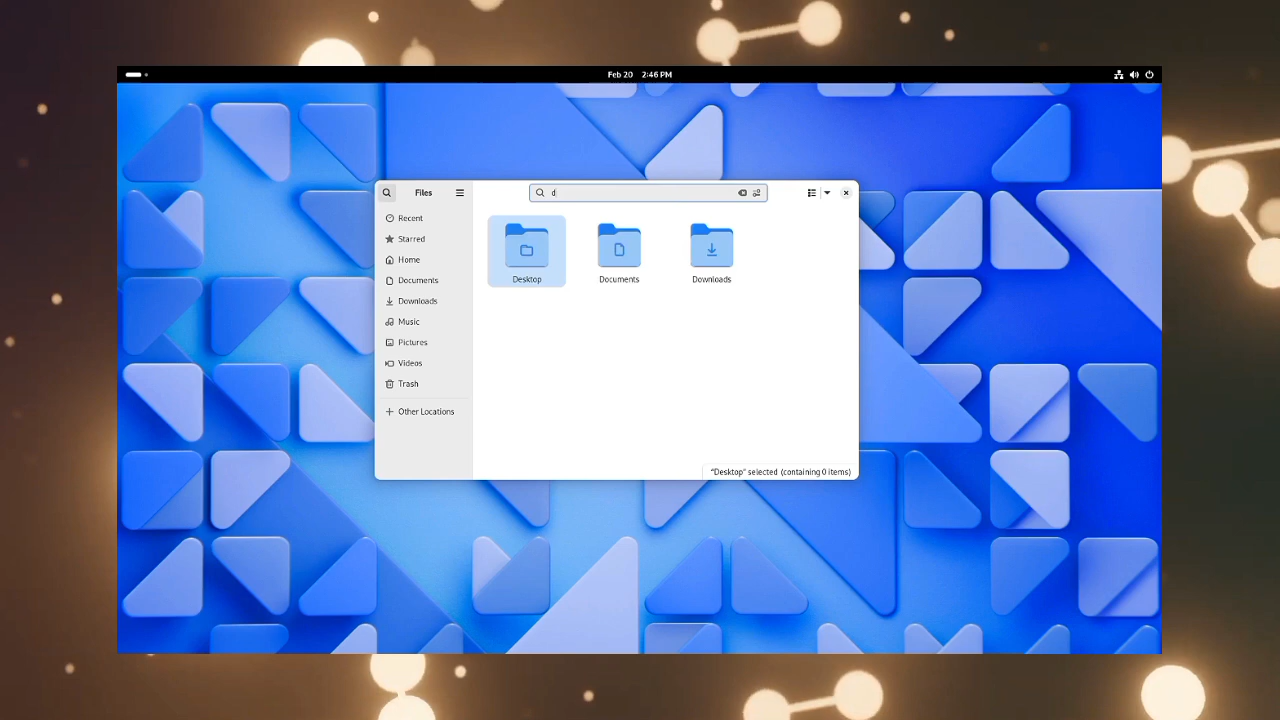 Feb 20 2:46 PM
Files
d
Recent
Starred
Home
Documents
Downloads
Music
Pictures
Videos
Trash
Other Locations
Desktop
Documents
Downloads
"Desktop" selected (containing 0 items)